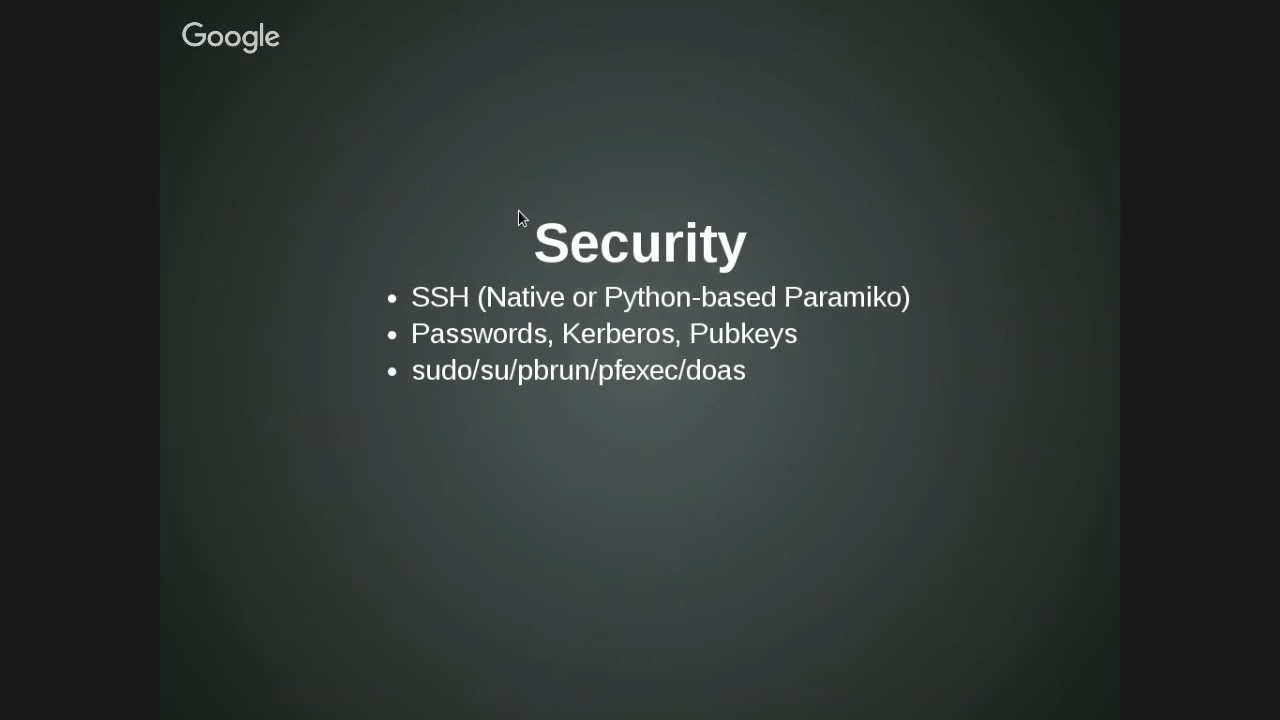 Google
Security
SSH (Native or Python-based Paramiko)
Passwords, Kerberos, Pubkeys
sudo/su/pbrun/pfexec/doas